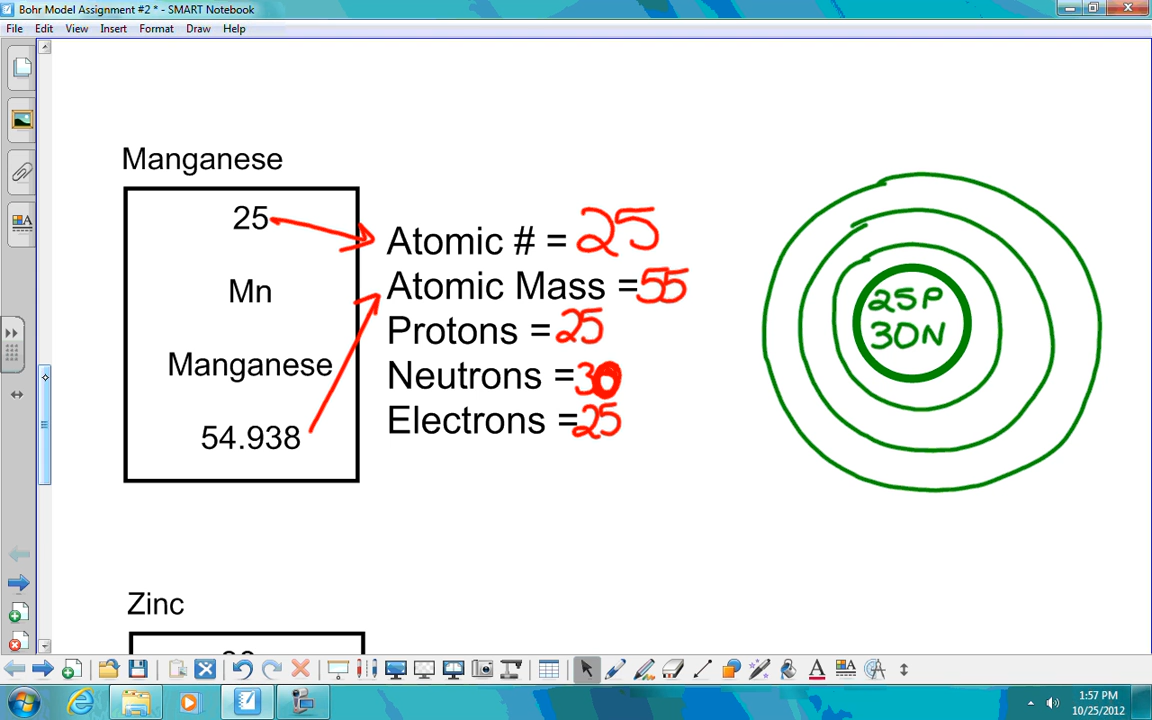 Bohr Model Assignment #2 * - SMART Notebook
File Edit View Insert Format Draw Help
Manganese
25
Mn
Manganese
54.938
Atomic # = 25
Atomic Mass = 55
Protons = 25
Neutrons = 30
Electrons = 25
25P
30N
Zinc
1:57 PM
10/25/2012